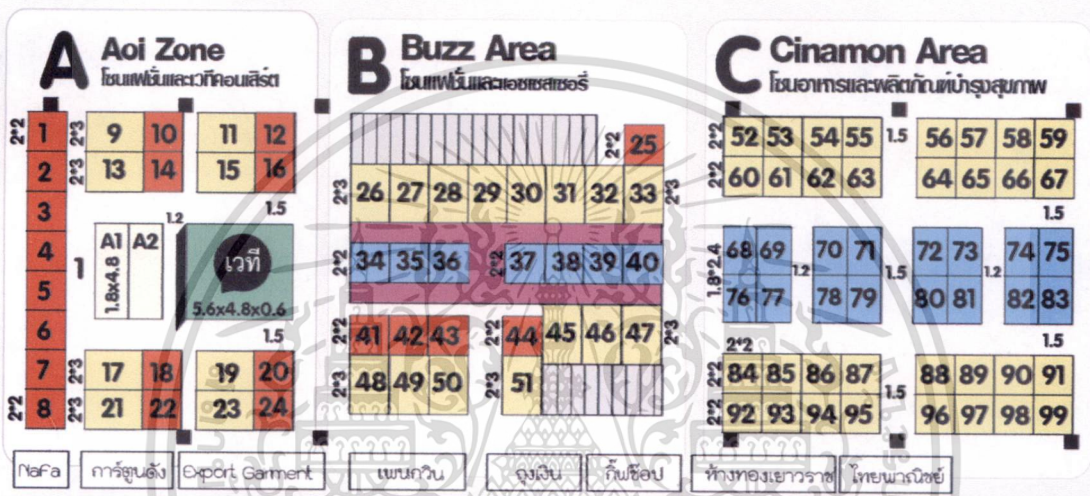 A Aoi Zone
โซนแฟชั่นและเวทีคอนเสิร์ต
2*2 1 2*3 9 10 11 12
2 2*3 13 14 15 16
3 1.2 1.5
4 1 A1 A2 เวที
5 1.8x4.8
6 5.6x4.8x0.6
1.5
7 2*3 17 18 19 20
2*2 8 2*3 21 22 23 24
B Buzz Area
โซนแฟชั่นและแอชเชสเชอรี่
2*2 25
2*3 26 27 28 29 30 31 32 33 2*3
2*2 34 35 36 2*2 37 38 39 40
2*2 41 42 43 2*2 44 45 46 47 2*3
2*3 48 49 50 2*3 51
C Cinamon Area
โซนอาหารและผลิตภัณฑ์บำรุงสุขภาพ
2*2 52 53 54 55 1.5 56 57 58 59
2*2 60 61 62 63 64 65 66 67
1.5
1.8*2.4 68 69 1.2 70 71 1.5 72 73 1.2 74 75
76 77 78 79 80 81 82 83
2*2 1.5
2*2 84 85 86 87 1.5 88 89 90 91
2*2 92 93 94 95 96 97 98 99
NaFa การ์ตูนดัง Export Garment เพนกวิน ถุงเงิน กิ๊พช๊อป ห้างทองเยาวราช ไทยพาณิชย์